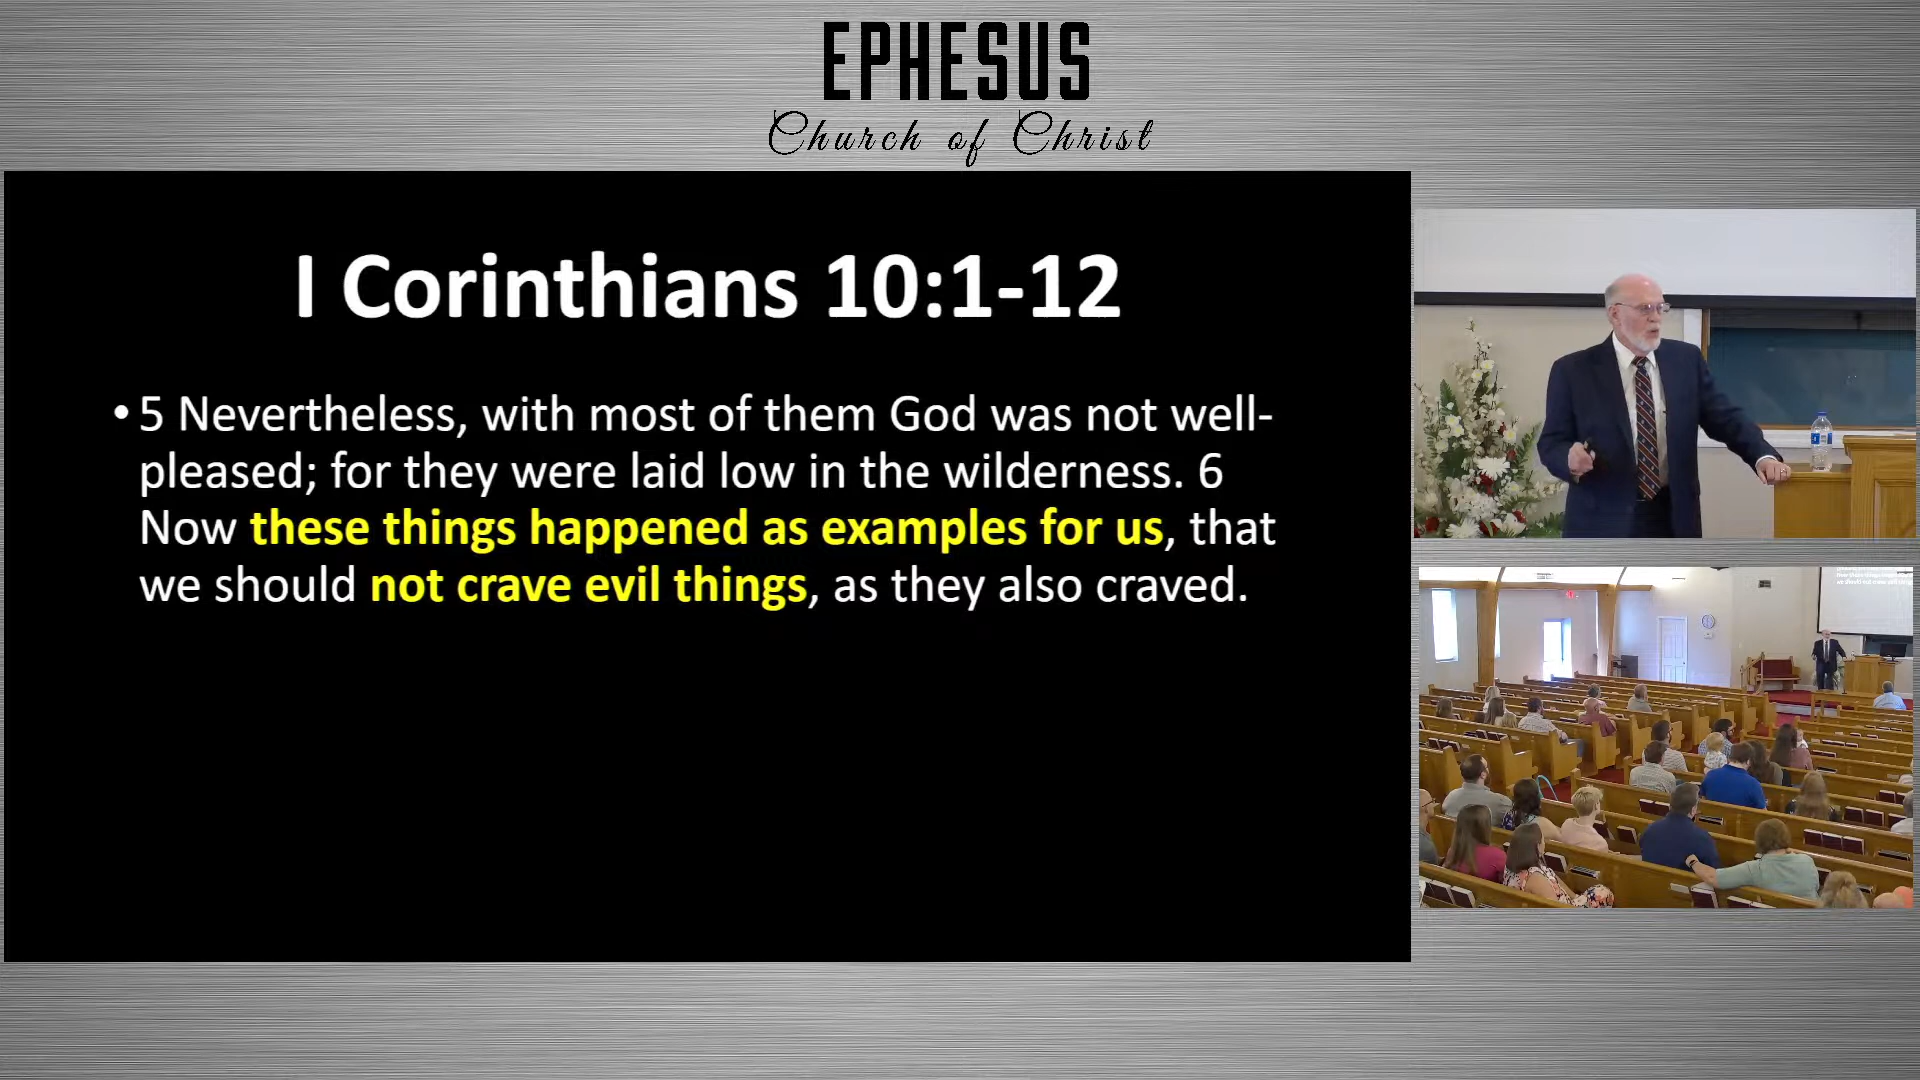 EPHESUS
Church of Christ
I Corinthians 10:1-12
• 5 Nevertheless, with most of them God was not well-
pleased; for they were laid low in the wilderness. 6
Now these things happened as examples for us, that
we should not crave evil things, as they also craved.